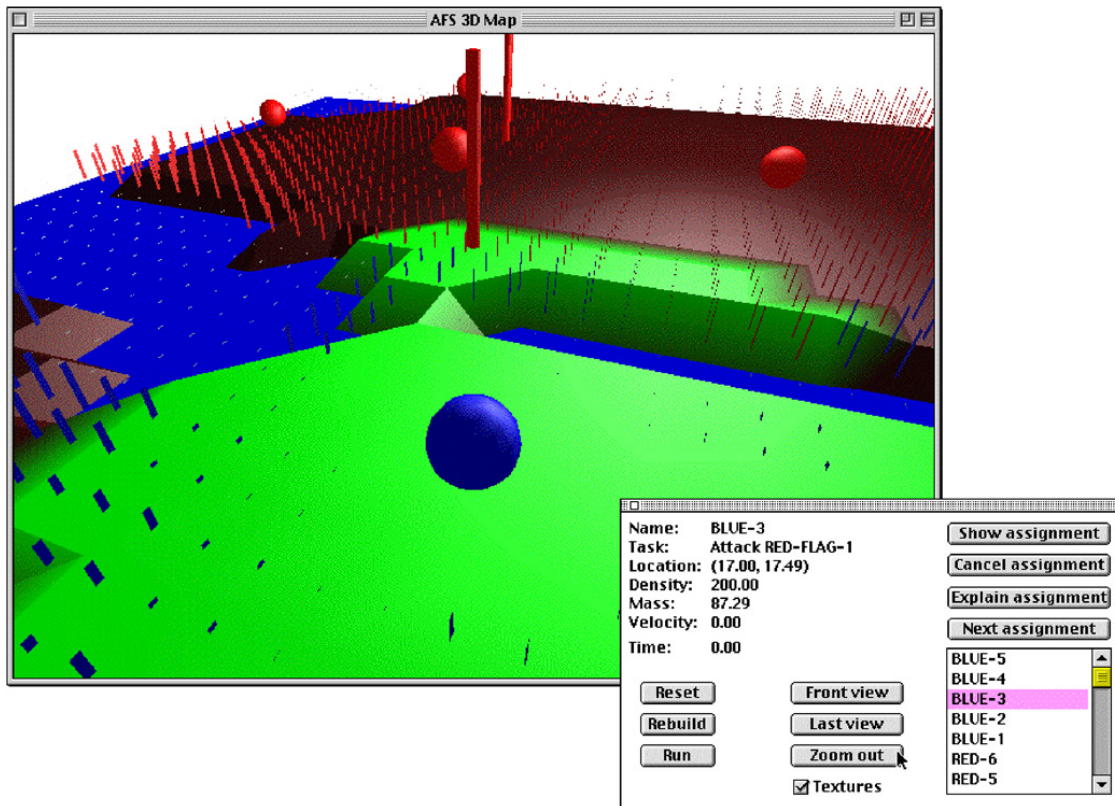 AFS 3D Map
Name: BLUE-3
Task: Attack RED-FLAG-1
Location: (17.00, 17.49)
Density: 200.00
Mass: 87.29
Velocity: 0.00
Time: 0.00
Show assignment
Cancel assignment
Explain assignment
Next assignment
Reset
Rebuild
Run
Front view
Last view
Zoom out
Textures
BLUE-5
BLUE-4
BLUE-3
BLUE-2
BLUE-1
RED-6
RED-5